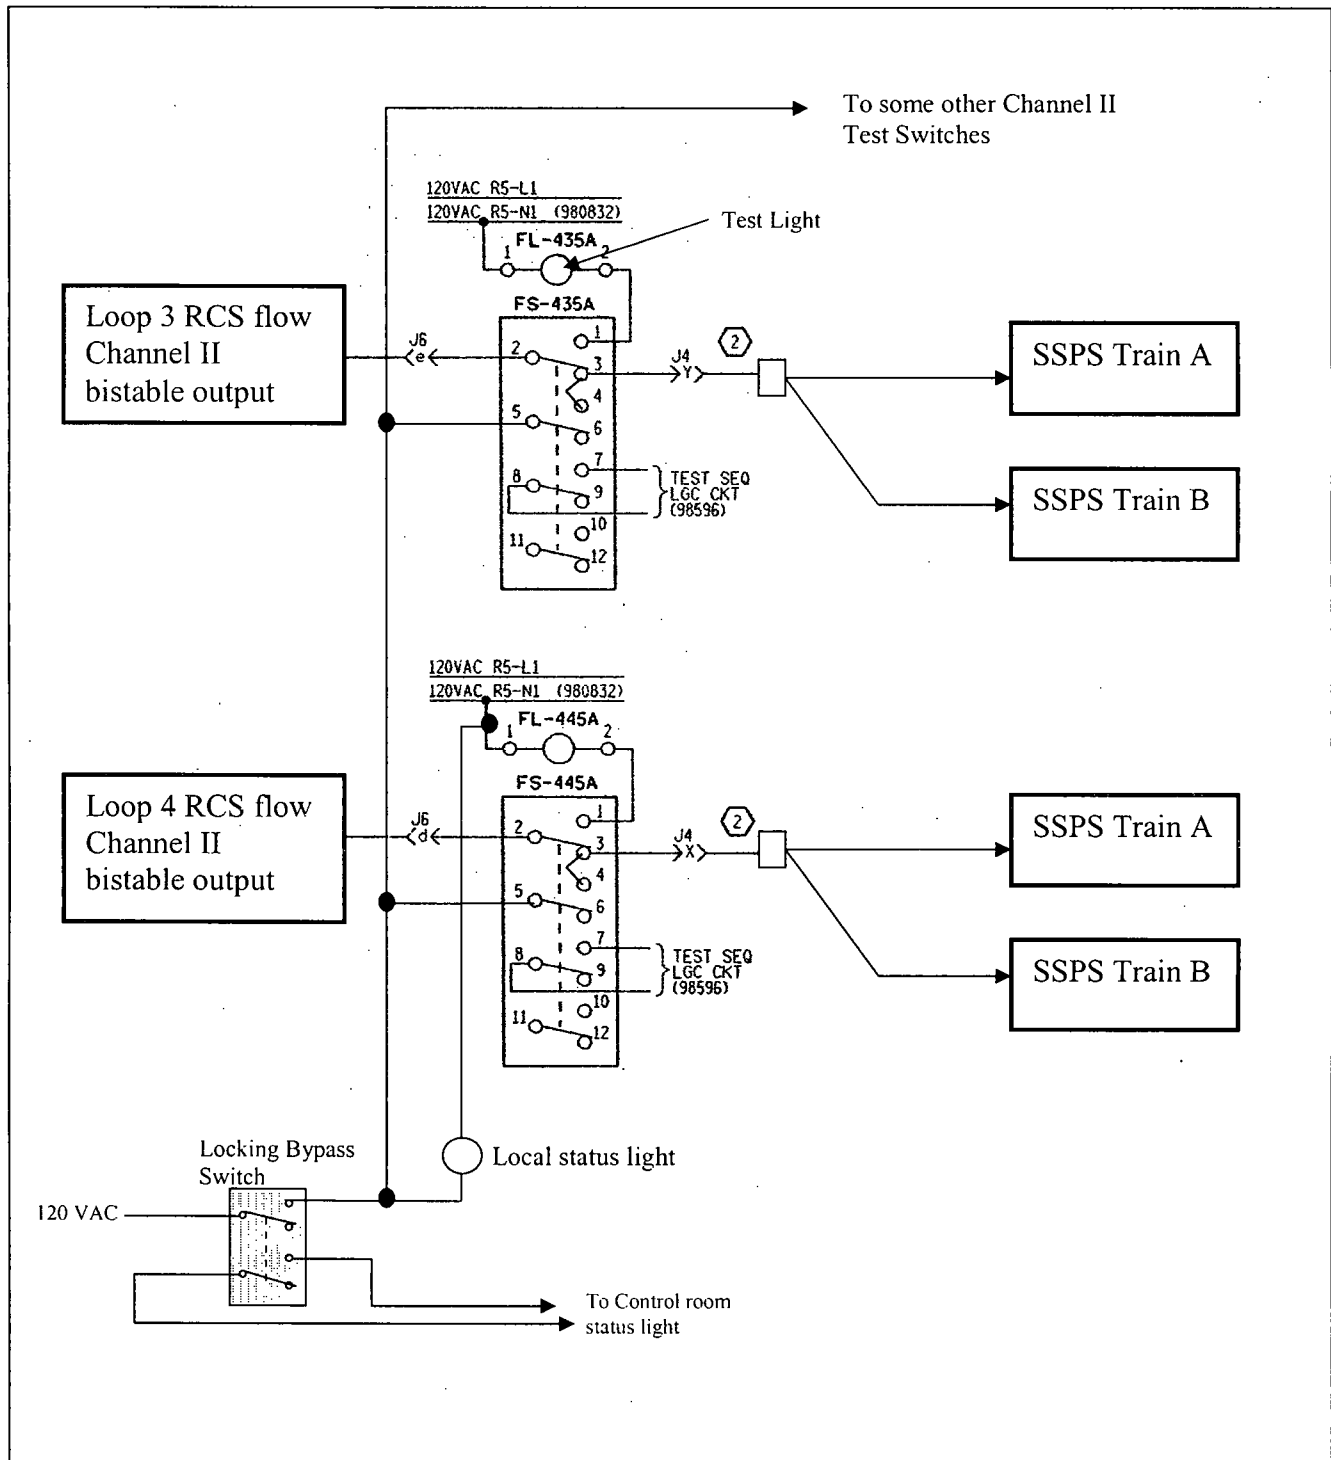 To some other Channel II
Test Switches
120VAC R5-L1
120VAC R5-N1 (980832)
Test Light
FL-435A
1
2
FS-435A
Loop 3 RCS flow
Channel II
bistable output
J6
e
1
2
3
4
5
6
7
8
9
10
11
12
TEST SEQ
LGC CKT
(98596)
J4
Y
2
SSPS Train A
SSPS Train B
120VAC R5-L1
120VAC R5-N1 (980832)
FL-445A
1
2
FS-445A
Loop 4 RCS flow
Channel II
bistable output
J6
d
1
2
3
4
5
6
7
8
9
10
11
12
TEST SEQ
LGC CKT
(98596)
J4
X
2
SSPS Train A
SSPS Train B
Locking Bypass
Switch
Local status light
120 VAC
To Control room
status light